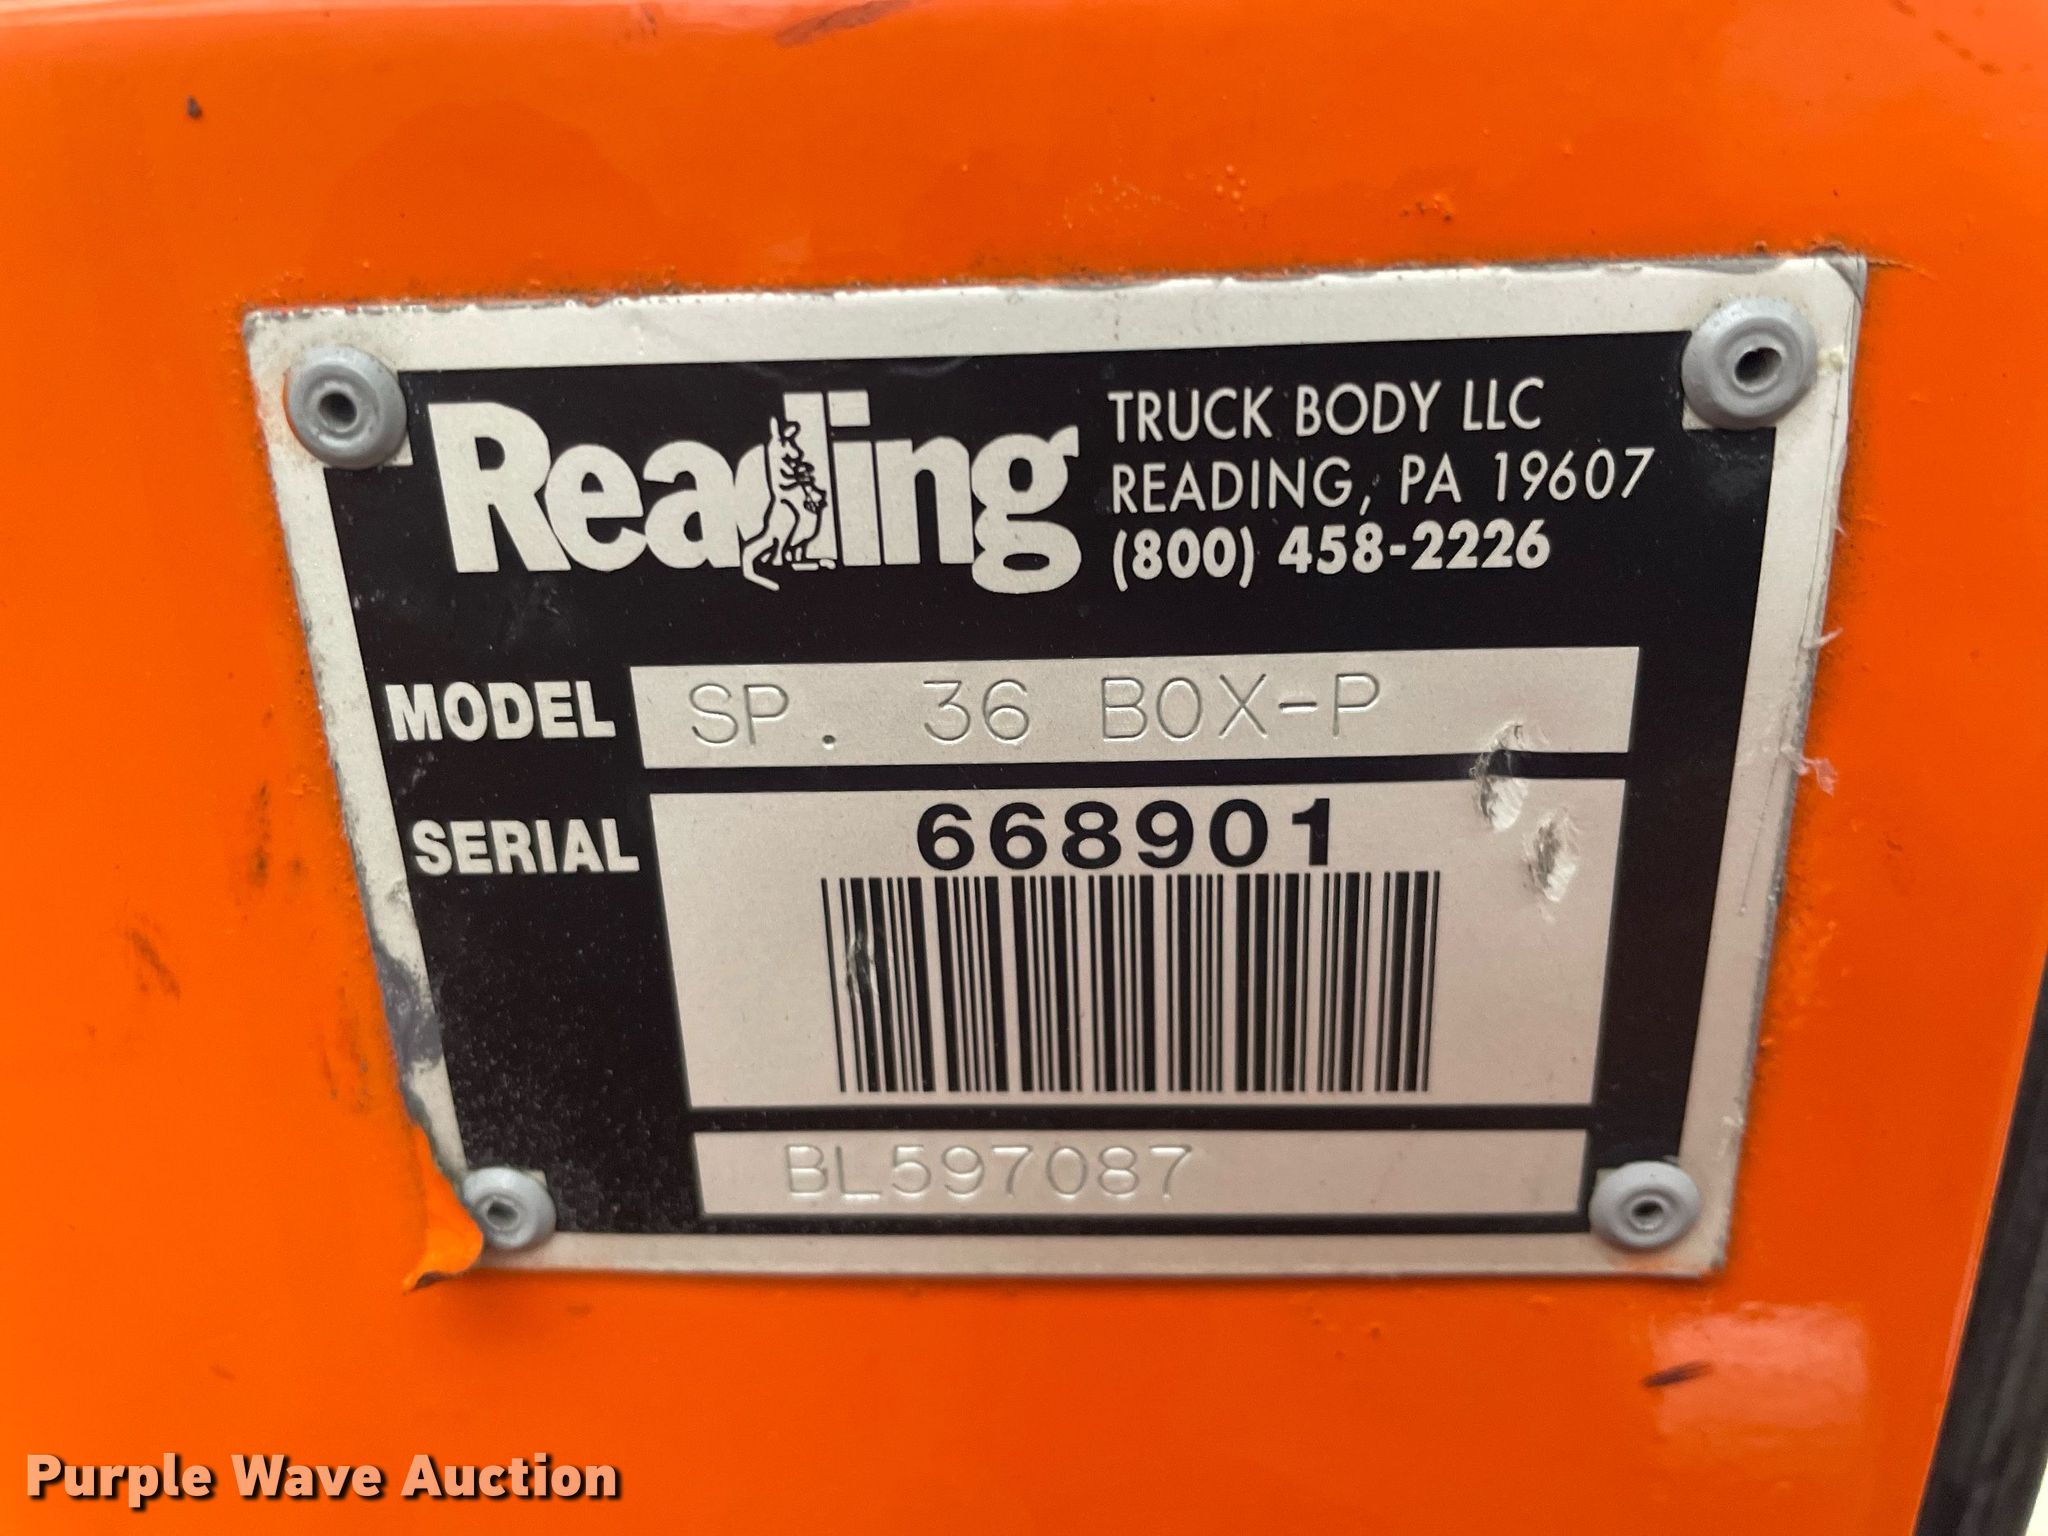 Reading
TRUCK BODY LLC
READING, PA 19607
(800) 458-2226
MODEL SP. 36 BOX-P
SERIAL 668901
BL597087
Purple Wave Auction